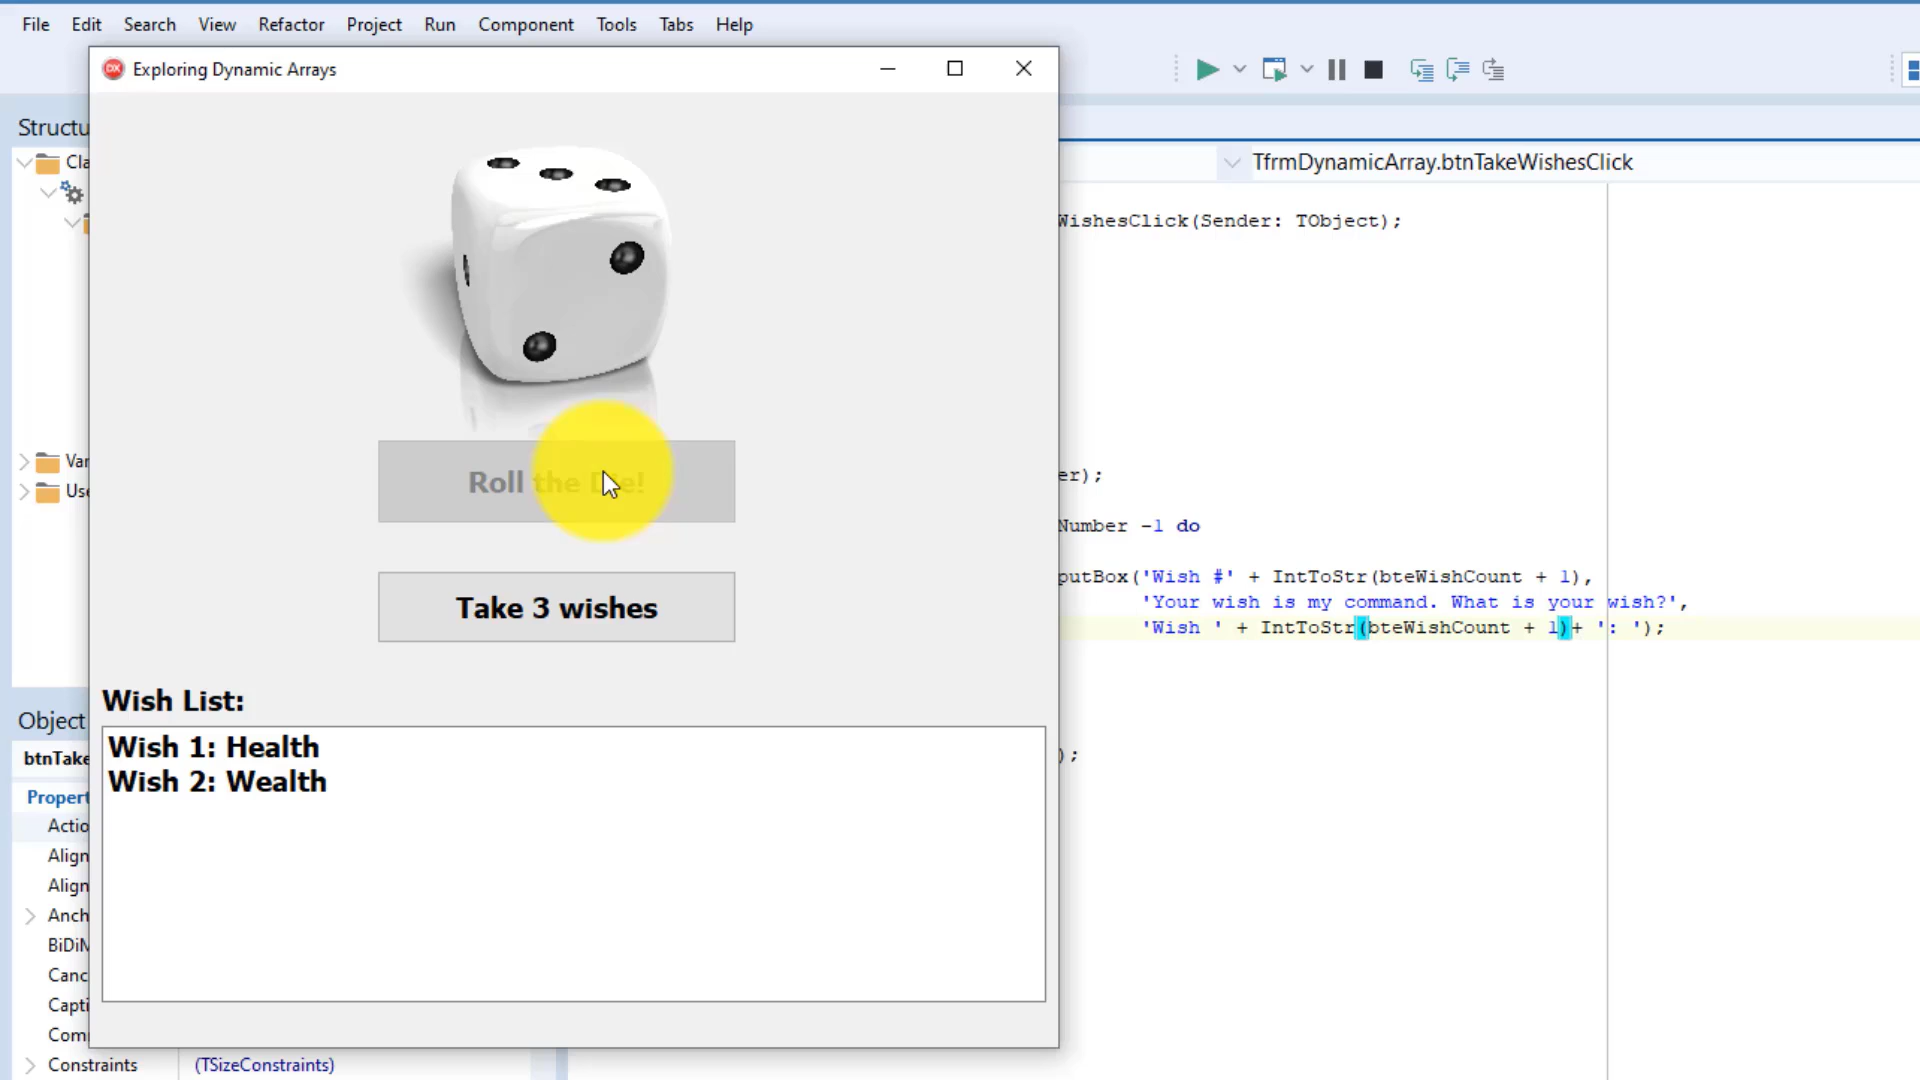 File Edit Search View Refactor Project Run Component Tools Tabs Help
DX Exploring Dynamic Arrays
Structu
Cla
TfrmDynamicArray.btnTakeWishesClick
WishesClick(Sender: TObject);
Var
er);
Roll the Die!
Use
Number -1 do
putBox('Wish #' + IntToStr(bteWishCount + 1),
Take 3 wishes
'Your wish is my command. What is your wish?',
'Wish ' + IntToStr(bteWishCount + 1)+ ': ');
Wish List:
Object
Wish 1: Health
btnTake
);
Wish 2: Wealth
Propert
Actio
Align
Align
Anch
BiDiM
Canc
Capti
Com
Constraints (TSizeConstraints)